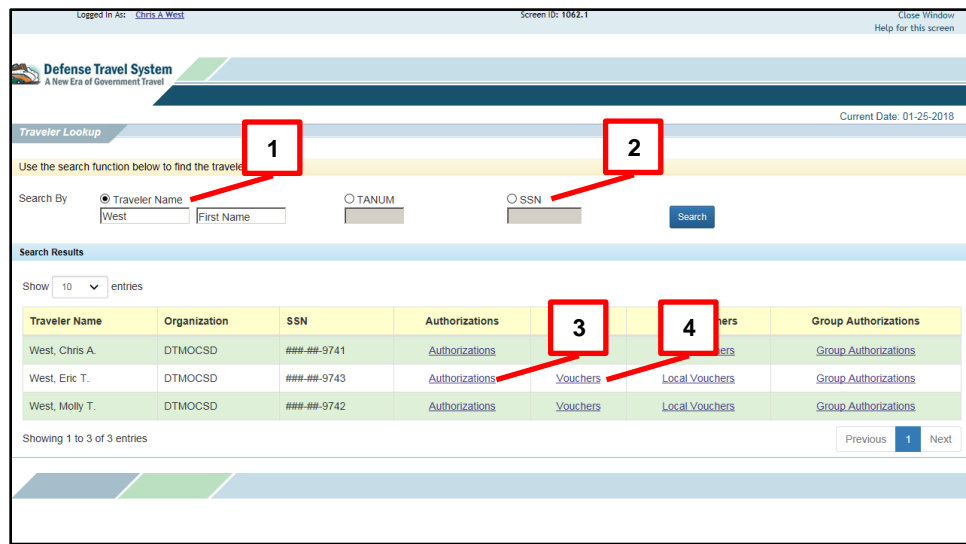 Logged In As: Chris A West Screen ID: 1062.1 Close Window
Help for this screen
Defense Travel System
A New Era of Government Travel
Current Date: 01-25-2018
Traveler Lookup
1 2
Use the search function below to find the
Search By Traveler Name TANUM SSN
West First Name Search
Search Results
Show 10 entries
Traveler Name Organization SSN Authorizations 3 4 Group Authorizations
West, Chris A. DTMOCSD ###-##-9741 Authorizations Group Authorizations
West, Eric T. DTMOCSD ###-##-9743 Authorizations Vouchers Local Vouchers Group Authorizations
West, Molly T. DTMOCSD ###-##-9742 Authorizations Vouchers Local Vouchers Group Authorizations
Showing 1 to 3 of 3 entries Previous 1 Next